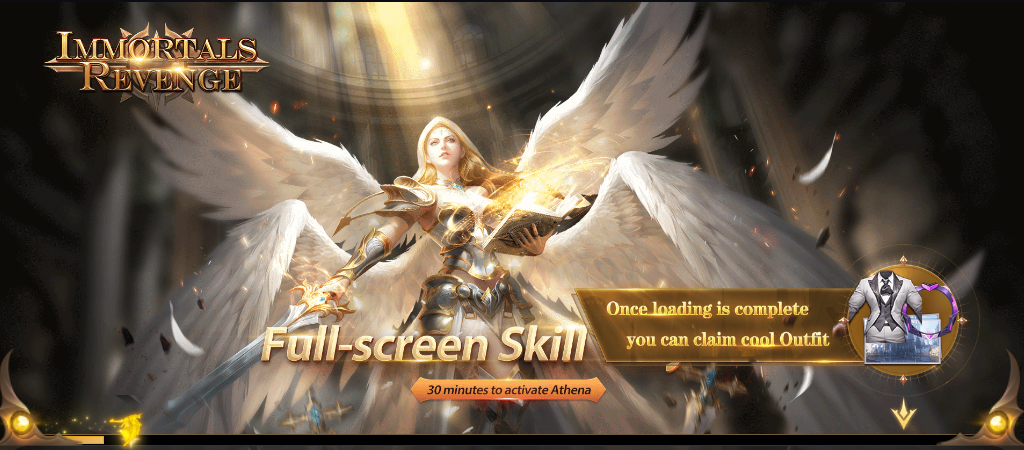 IMMORTALS
REVENGE
Once loading is complete
you can claim cool Outfit
Full-screen Skill
30 minutes to activate Athena